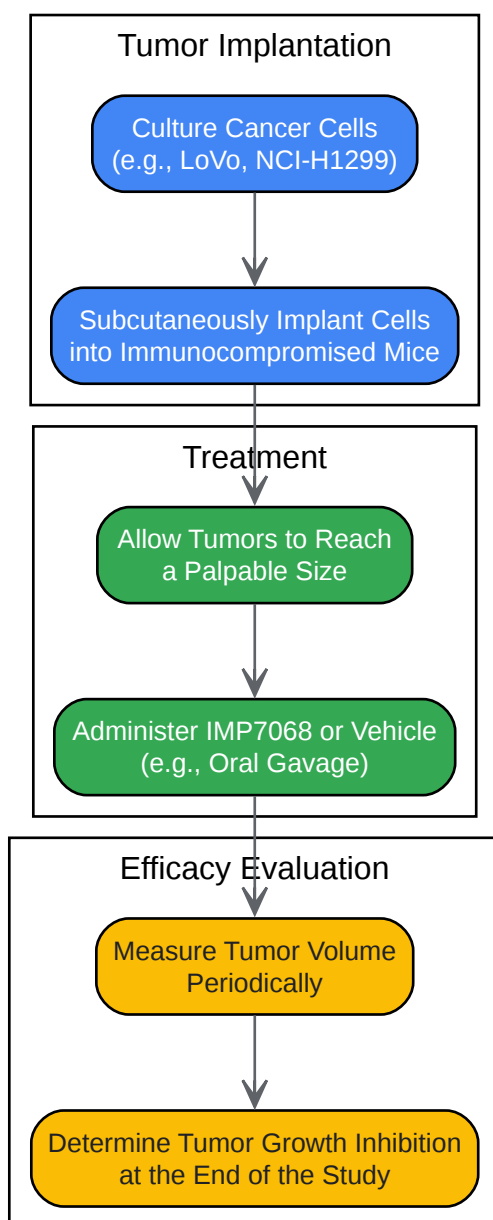 Tumor Implantation
Culture Cancer Cells
(e.g., LoVo, NCI-H1299)
Subcutaneously Implant Cells
into Immunocompromised Mice
Treatment
Allow Tumors to Reach
a Palpable Size
Administer IMP7068 or Vehicle
(e.g., Oral Gavage)
Efficacy Evaluation
Measure Tumor Volume
Periodically
Determine Tumor Growth Inhibition
at the End of the Study